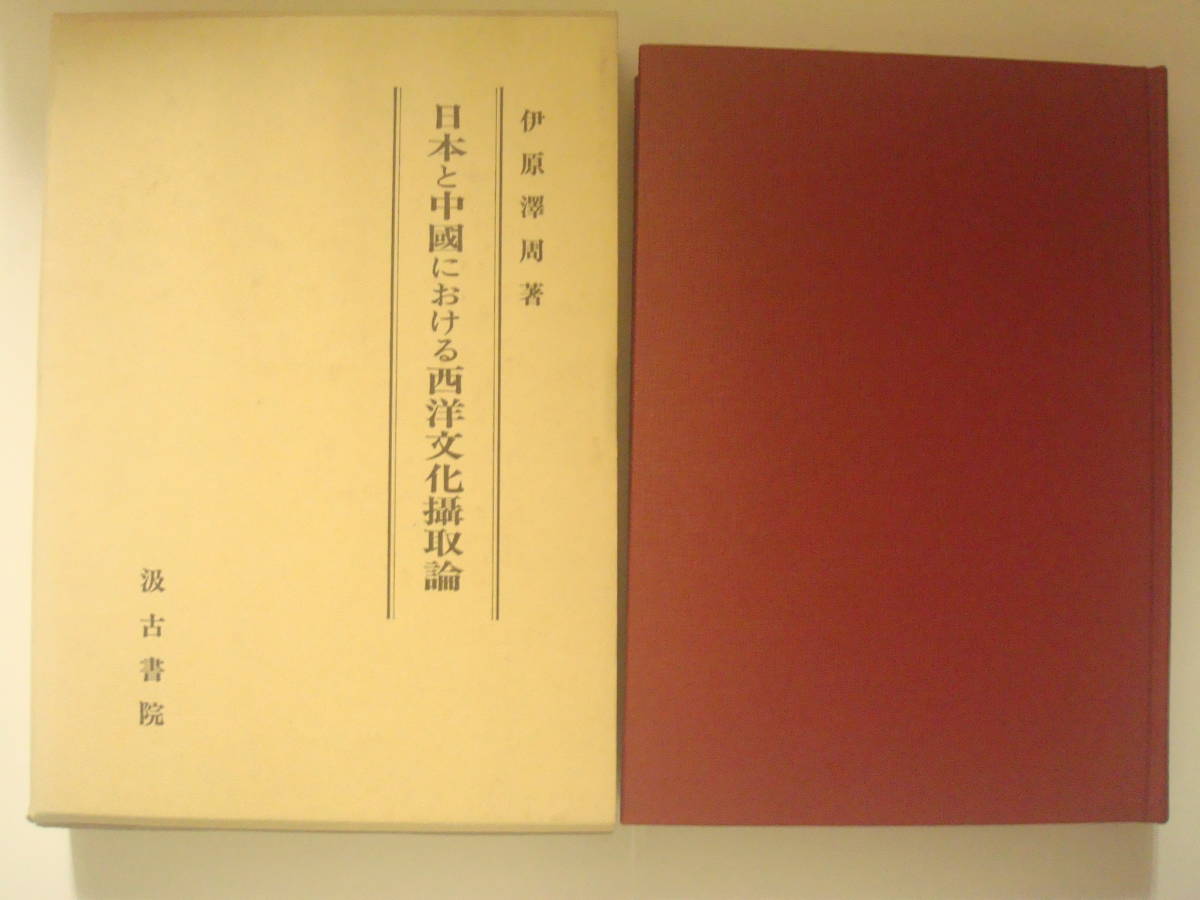 伊原澤周著
日本と中國における西洋文化攝取論
汲古書院